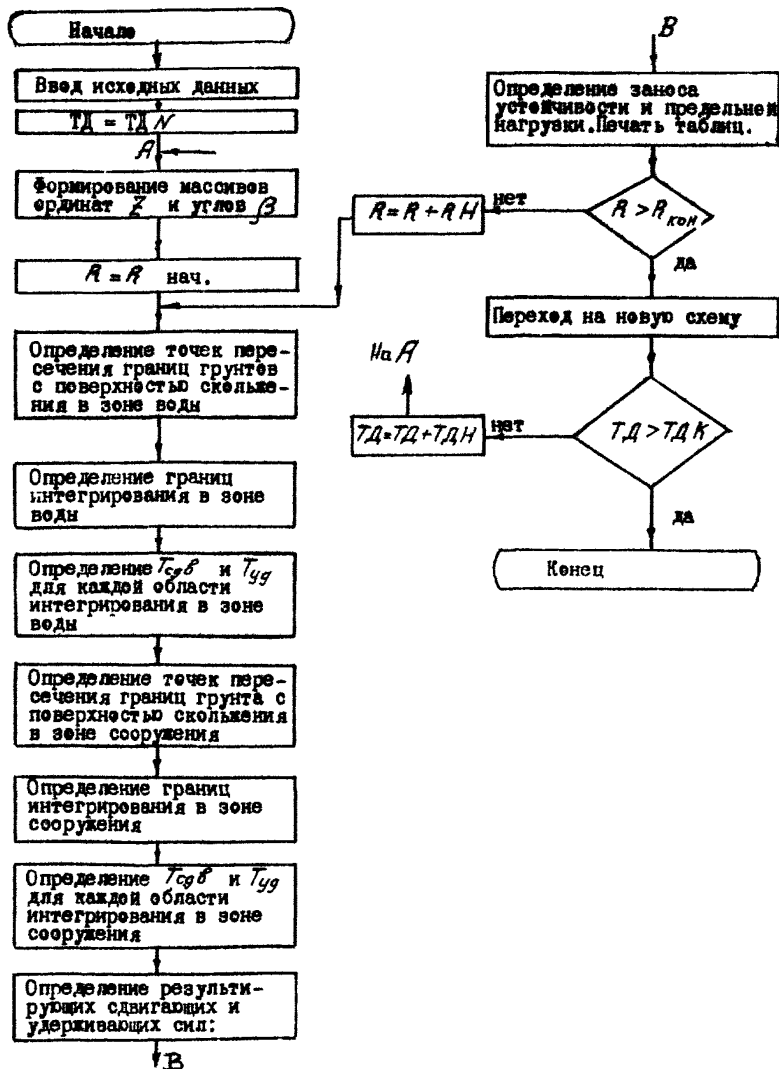 Начало
Ввод исходных данных
ТД = ТД N
A
Формирование массивов
ординат Z и углов β
R = R нач.
Определение точек пере-
сечения границ грунтов
с поверхностью скольже-
ния в зоне воды
Определение границ
интегрирования в зоне
воды
Определение Tсдв и Tуд
для каждой области
интегрирования в зоне
воды
Определение точек пере-
сечения границ грунта с
поверхностью скольжения
в зоне сооружения
Определение границ
интегрирования в зоне
сооружения
Определение Tсдв и Tуд
для каждой области
интегрирования в зоне
сооружения
Определение результи-
рующих сдвигающих и
удерживающих сил:
B
B
Определение заноса
устойчивости и предельней
нагрузки. Печать таблиц.
R > Rкон
нет
R = R + RH
да
Переход на новую схему
На A
ТД > ТДК
нет
ТД = ТД + ТДН
да
Конец